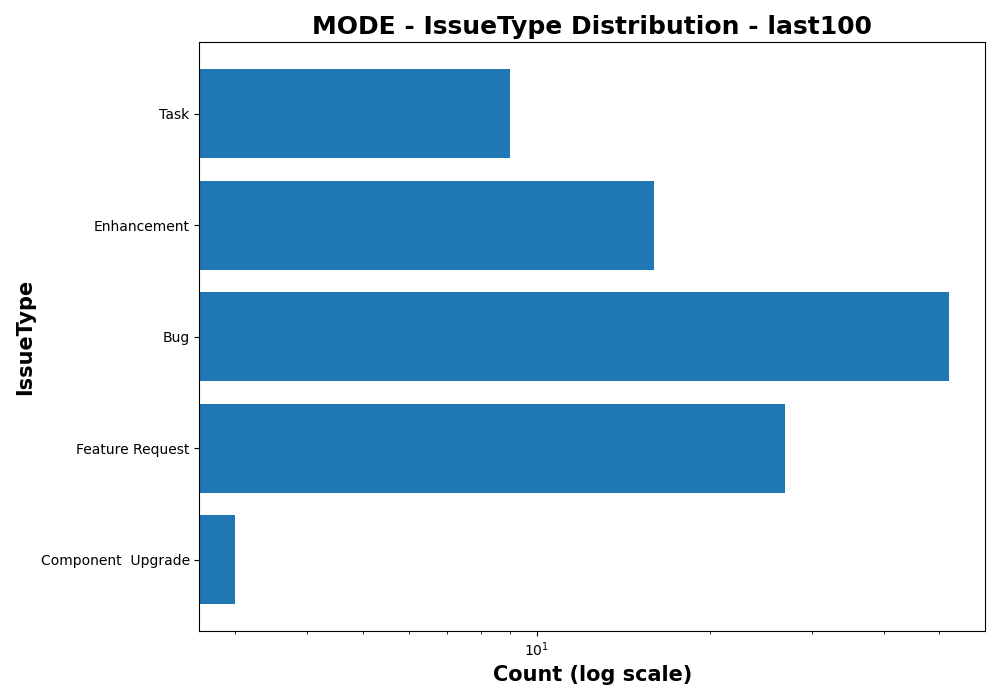 MODE - IssueType Distribution - last100
IssueType
Task
Enhancement
Bug
Feature Request
Component  Upgrade
10¹
Count (log scale)